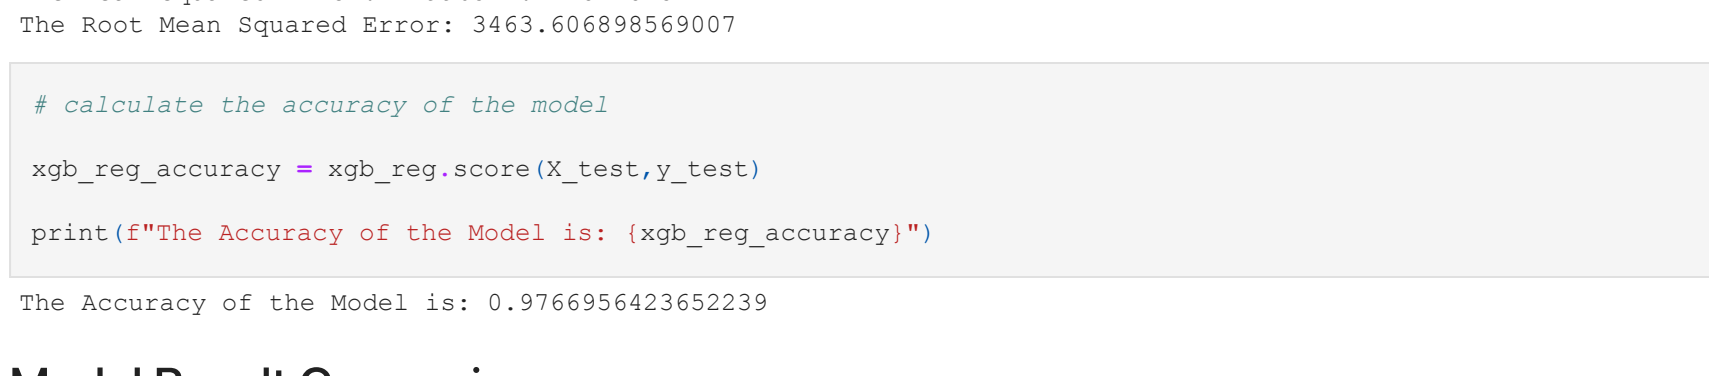 The Root Mean Squared Error: 3463.606898569007
# calculate the accuracy of the model
xgb_reg_accuracy = xgb_reg.score(X_test,y_test)
print(f"The Accuracy of the Model is: {xgb_reg_accuracy}")
The Accuracy of the Model is: 0.9766956423652239